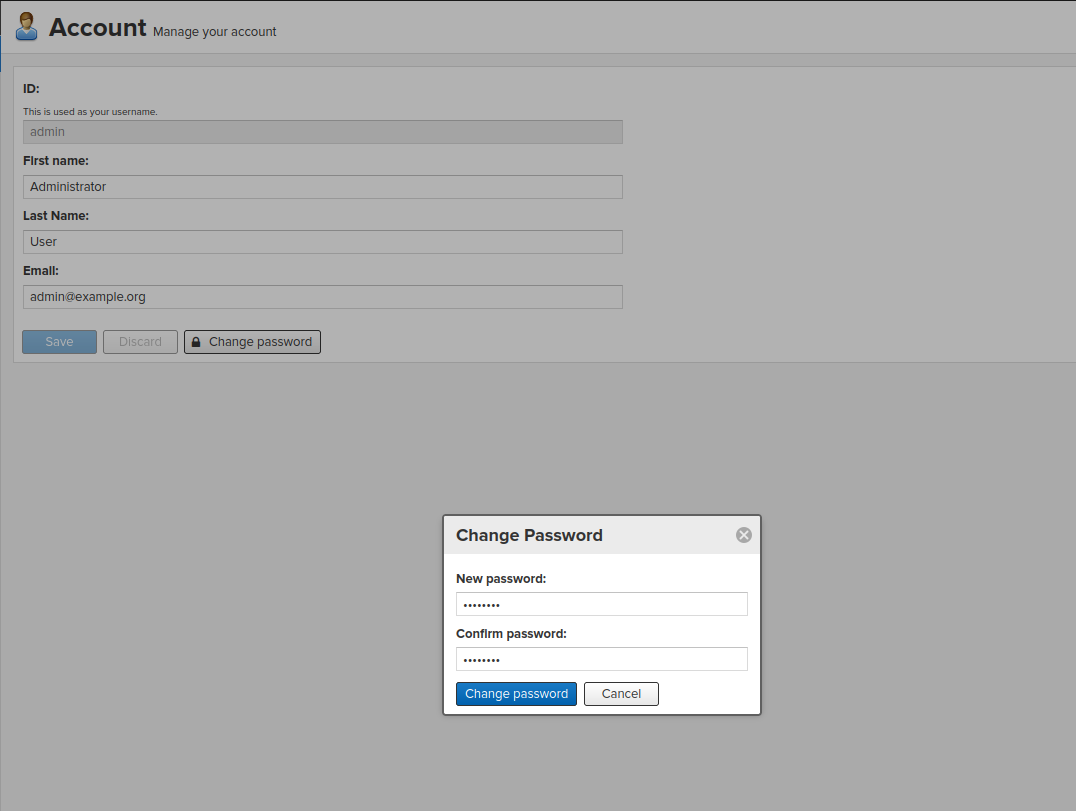 Account Manage your account
ID:
This is used as your username.
admin
First name:
Administrator
Last Name:
User
Email:
admin@example.org
Save Discard Change password
Change Password
New password:
••••••••
Confirm password:
••••••••
Change password Cancel